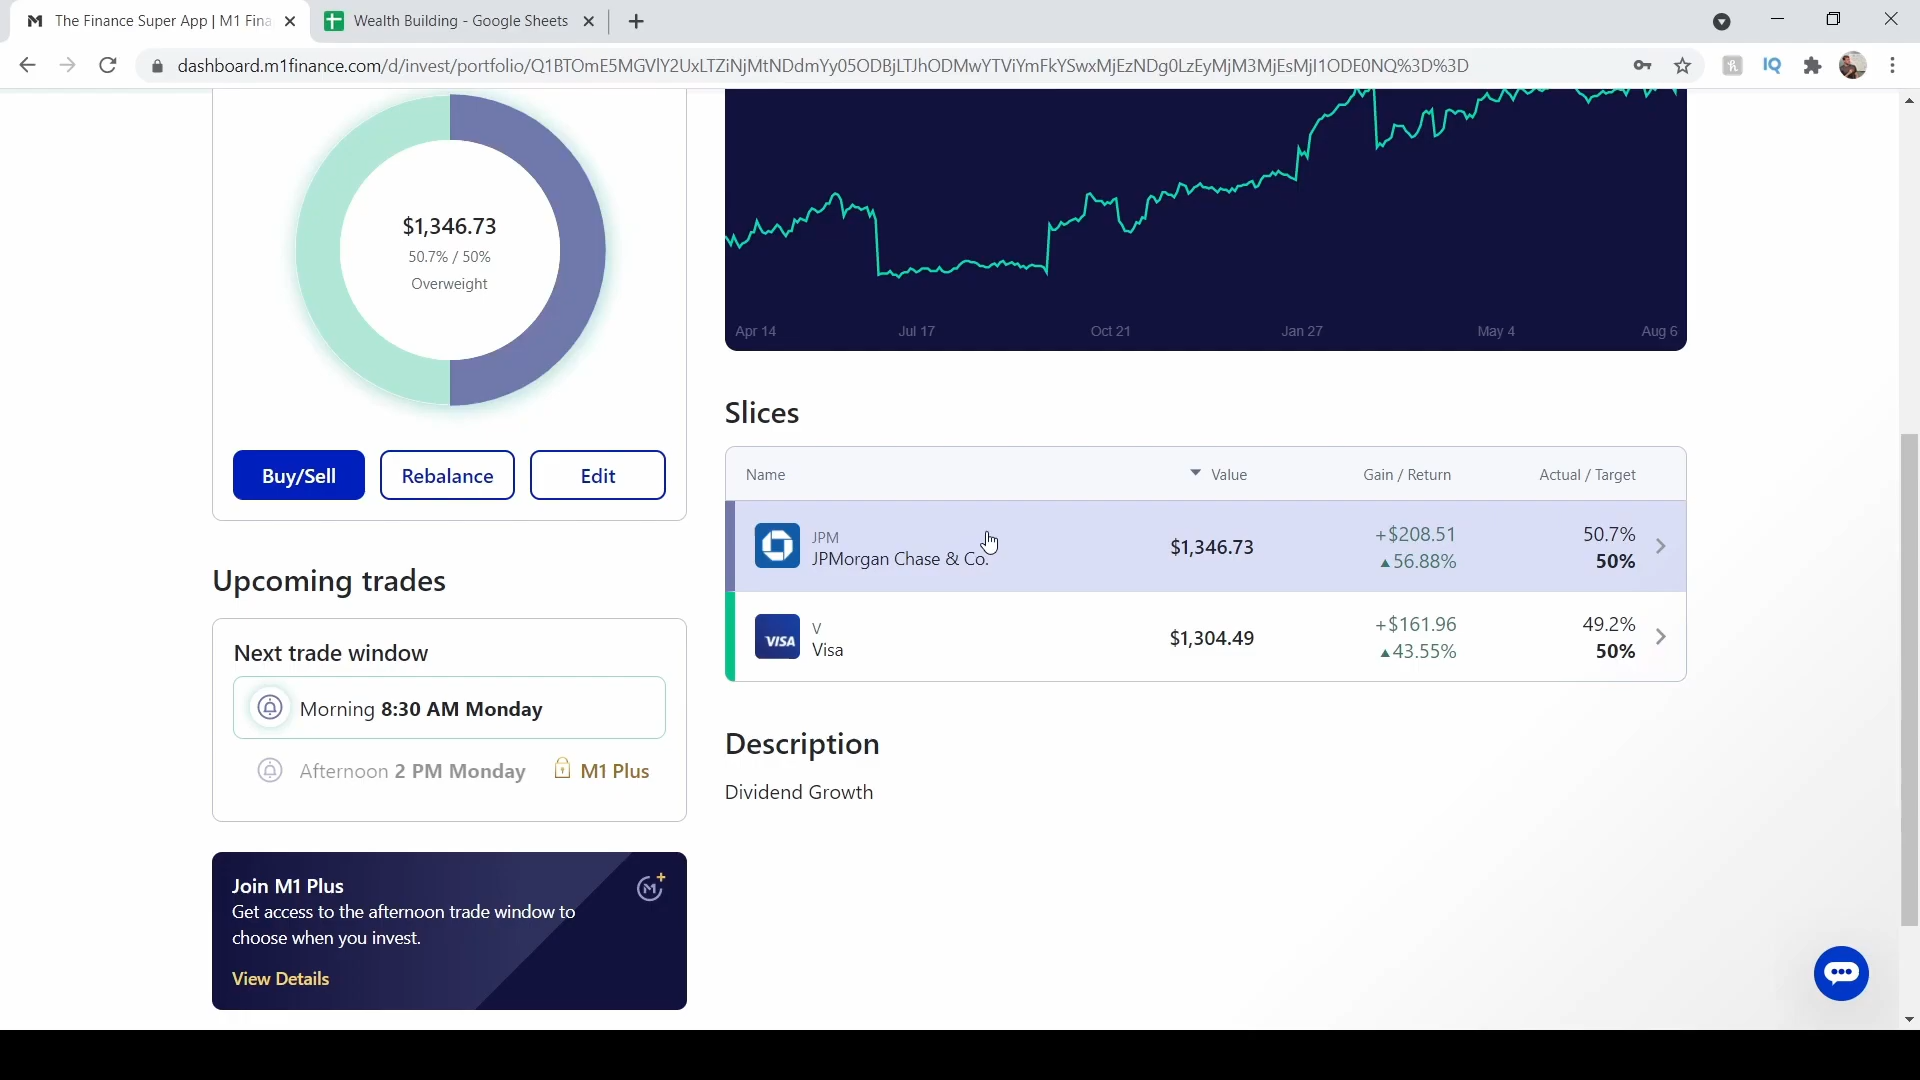 The Finance Super App | M1 Fina
Wealth Building - Google Sheets
dashboard.m1finance.com/d/invest/portfolio/Q1BTOmE5MGVlY2UxLTZiNjMtNDdmYy05ODBjLTJhODMwYTViYmFkYSwxMjEzNDg0LzEyMjM3MjEsMjI1ODE0NQ%3D%3D
IQ
$1,346.73
50.7% / 50%
Overweight
Buy/Sell
Rebalance
Edit
Apr 14
Jul 17
Oct 21
Jan 27
May 4
Aug 6
Slices
Name
Value
Gain / Return
Actual / Target
JPM
JPMorgan Chase & Co.
$1,346.73
+$208.51
▲56.88%
50.7%
50%
VISA
V
Visa
$1,304.49
+$161.96
▲43.55%
49.2%
50%
Upcoming trades
Next trade window
Morning 8:30 AM Monday
Afternoon 2 PM Monday
M1 Plus
Description
Dividend Growth
Join M1 Plus
Get access to the afternoon trade window to
choose when you invest.
View Details